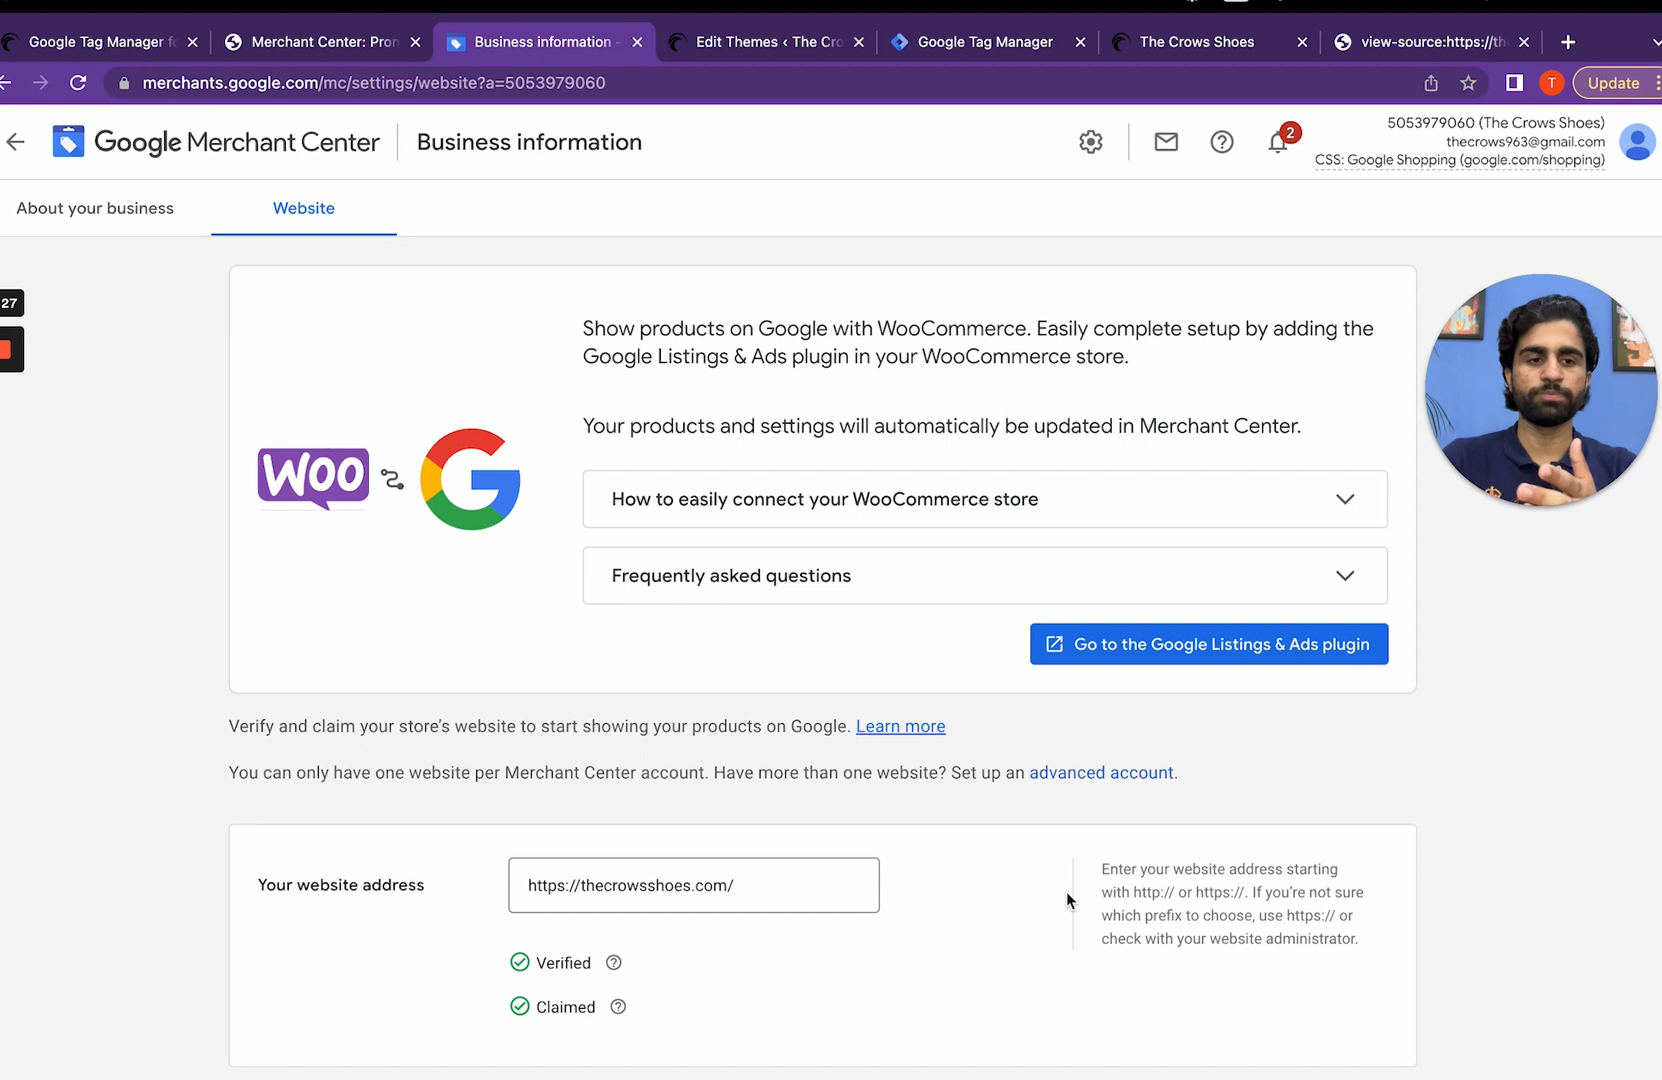 Google Tag Manager fo
Merchant Center: Pron
Business information -
Edit Themes ‹ The Cro
Google Tag Manager
The Crows Shoes
view-source:https://th
merchants.google.com/mc/settings/website?a=5053979060
T
Update
Google Merchant Center
Business information
2
5053979060 (The Crows Shoes)
thecrows963@gmail.com
CSS: Google Shopping (google.com/shopping)
About your business
Website
27
Show products on Google with WooCommerce. Easily complete setup by adding the
Google Listings & Ads plugin in your WooCommerce store.
Your products and settings will automatically be updated in Merchant Center.
WOO
G
How to easily connect your WooCommerce store
Frequently asked questions
Go to the Google Listings & Ads plugin
Verify and claim your store's website to start showing your products on Google. Learn more
You can only have one website per Merchant Center account. Have more than one website? Set up an advanced account.
Your website address
https://thecrowsshoes.com/
Enter your website address starting
with http:// or https://. If you're not sure
which prefix to choose, use https:// or
check with your website administrator.
Verified
Claimed